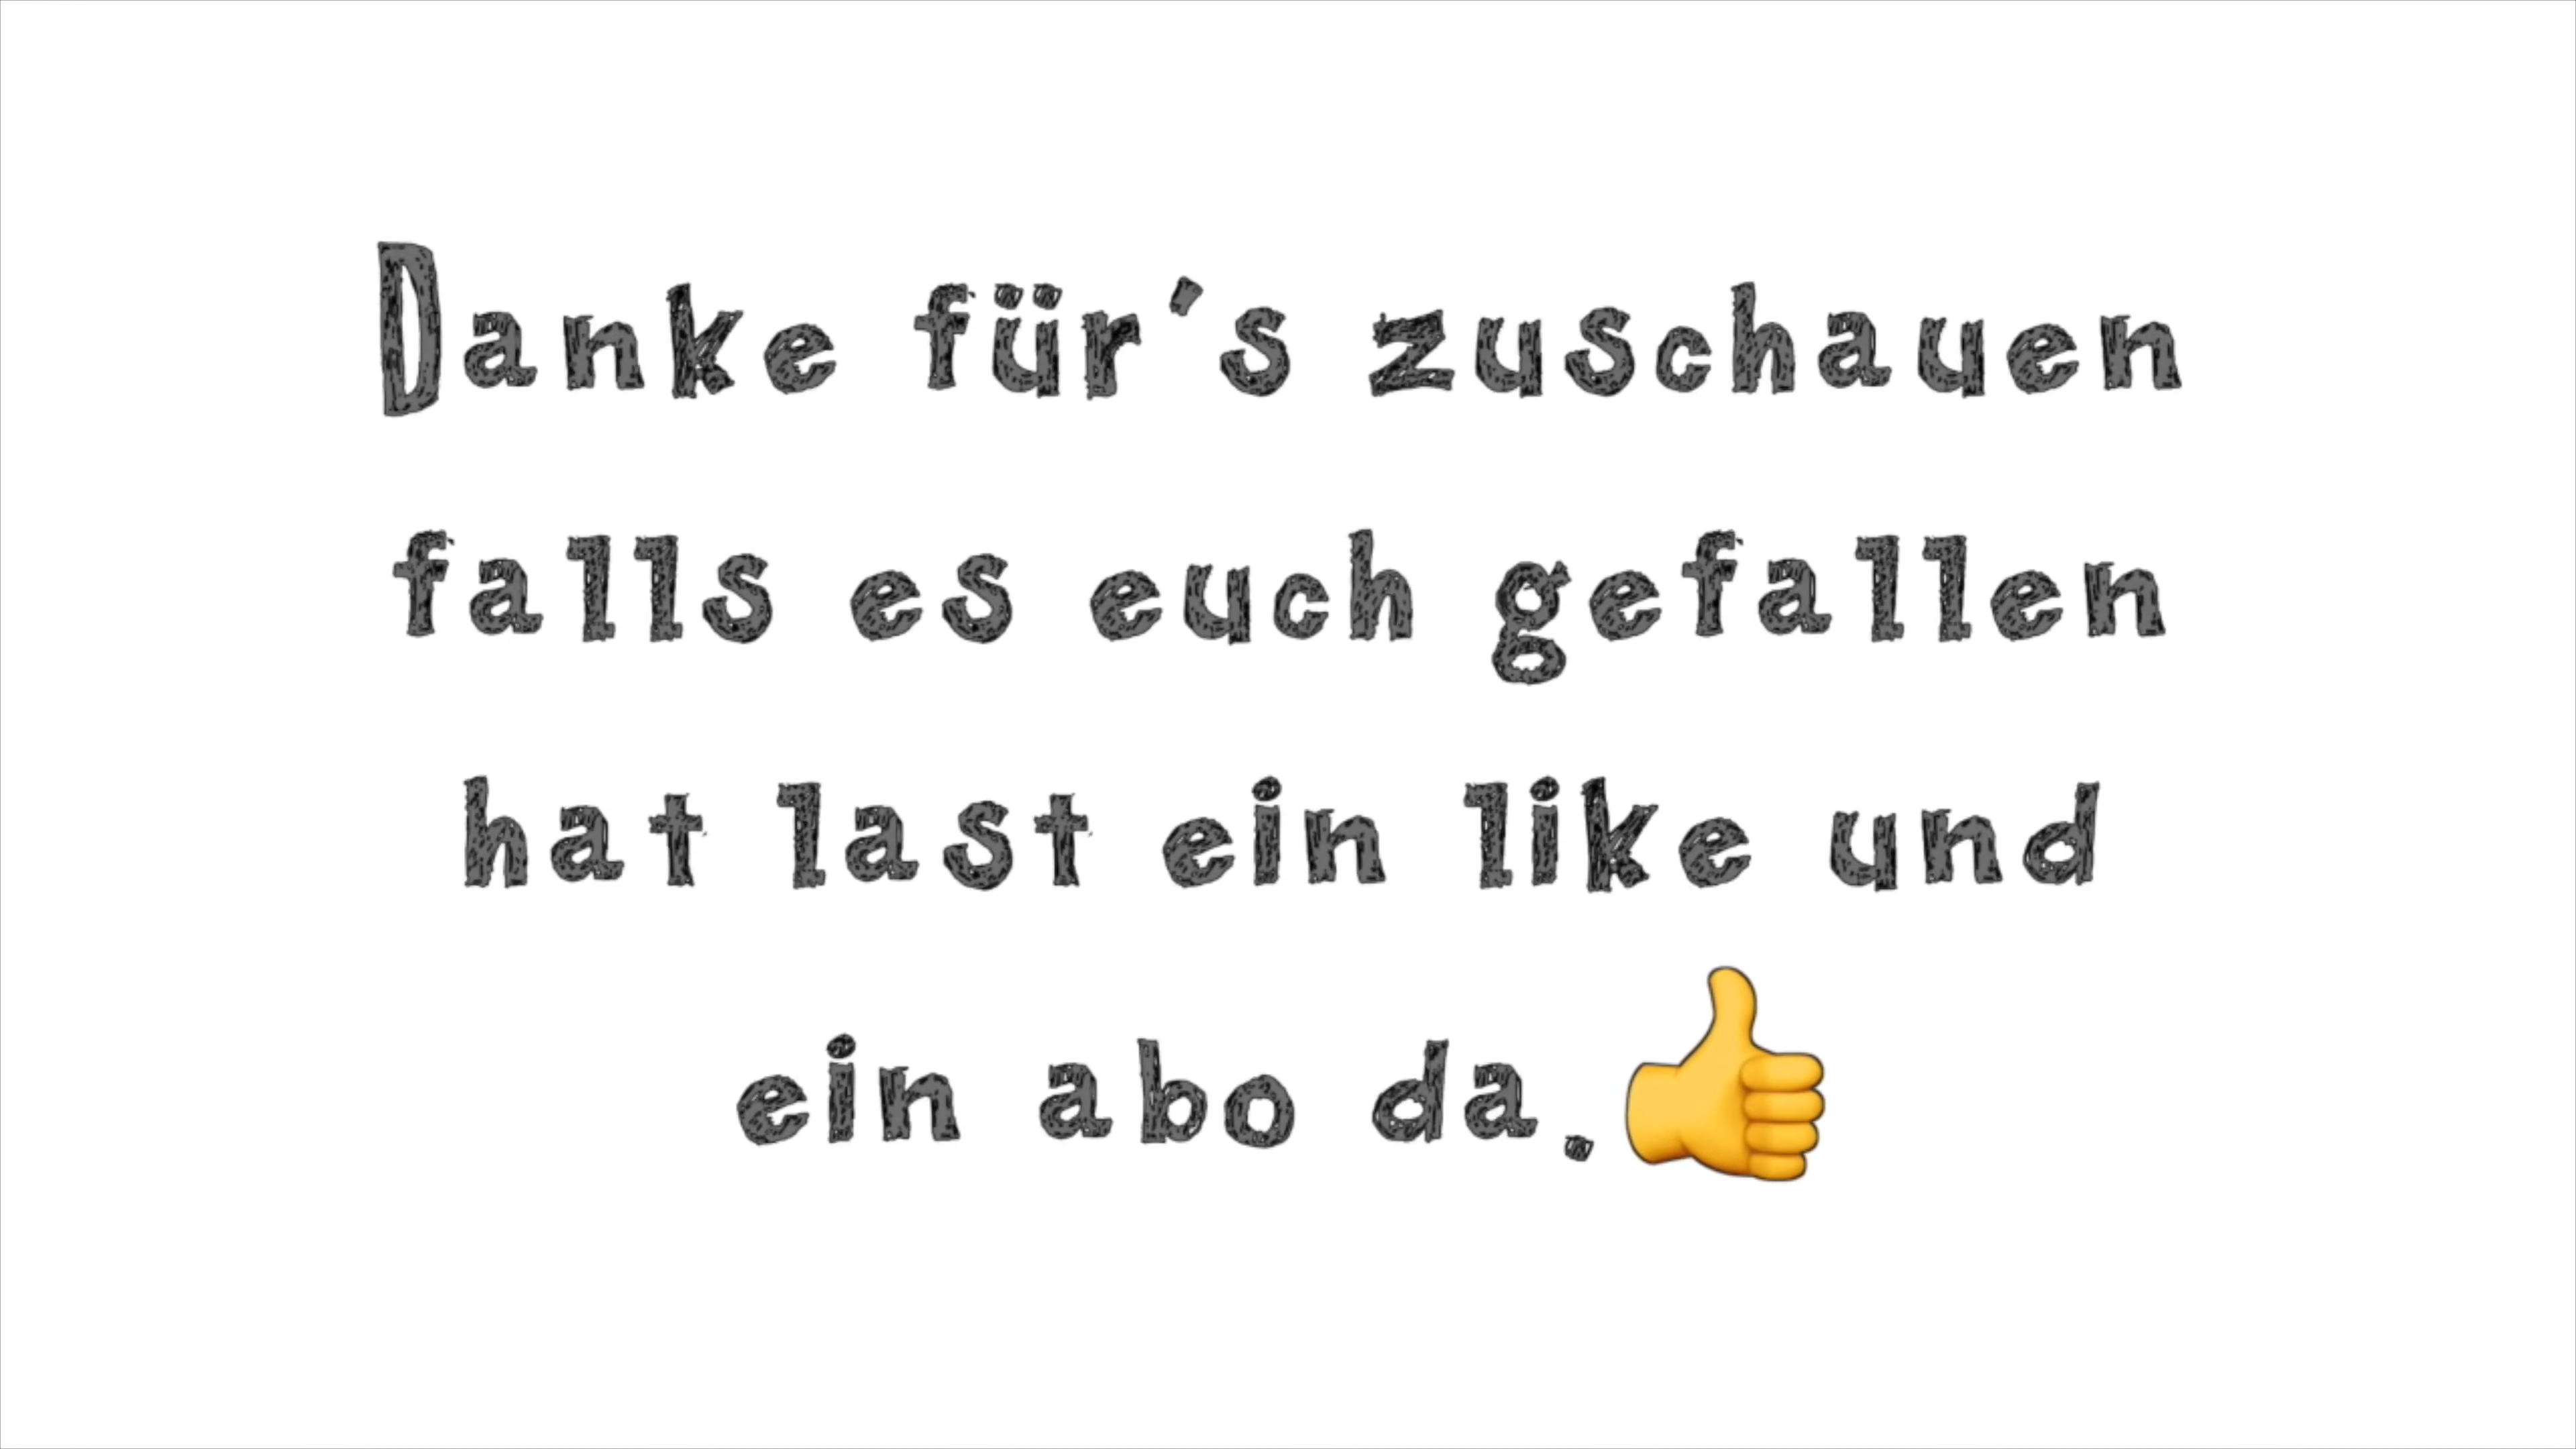 Danke für's zuschauen
falls es euch gefallen
hat last ein like und
ein abo da.👍